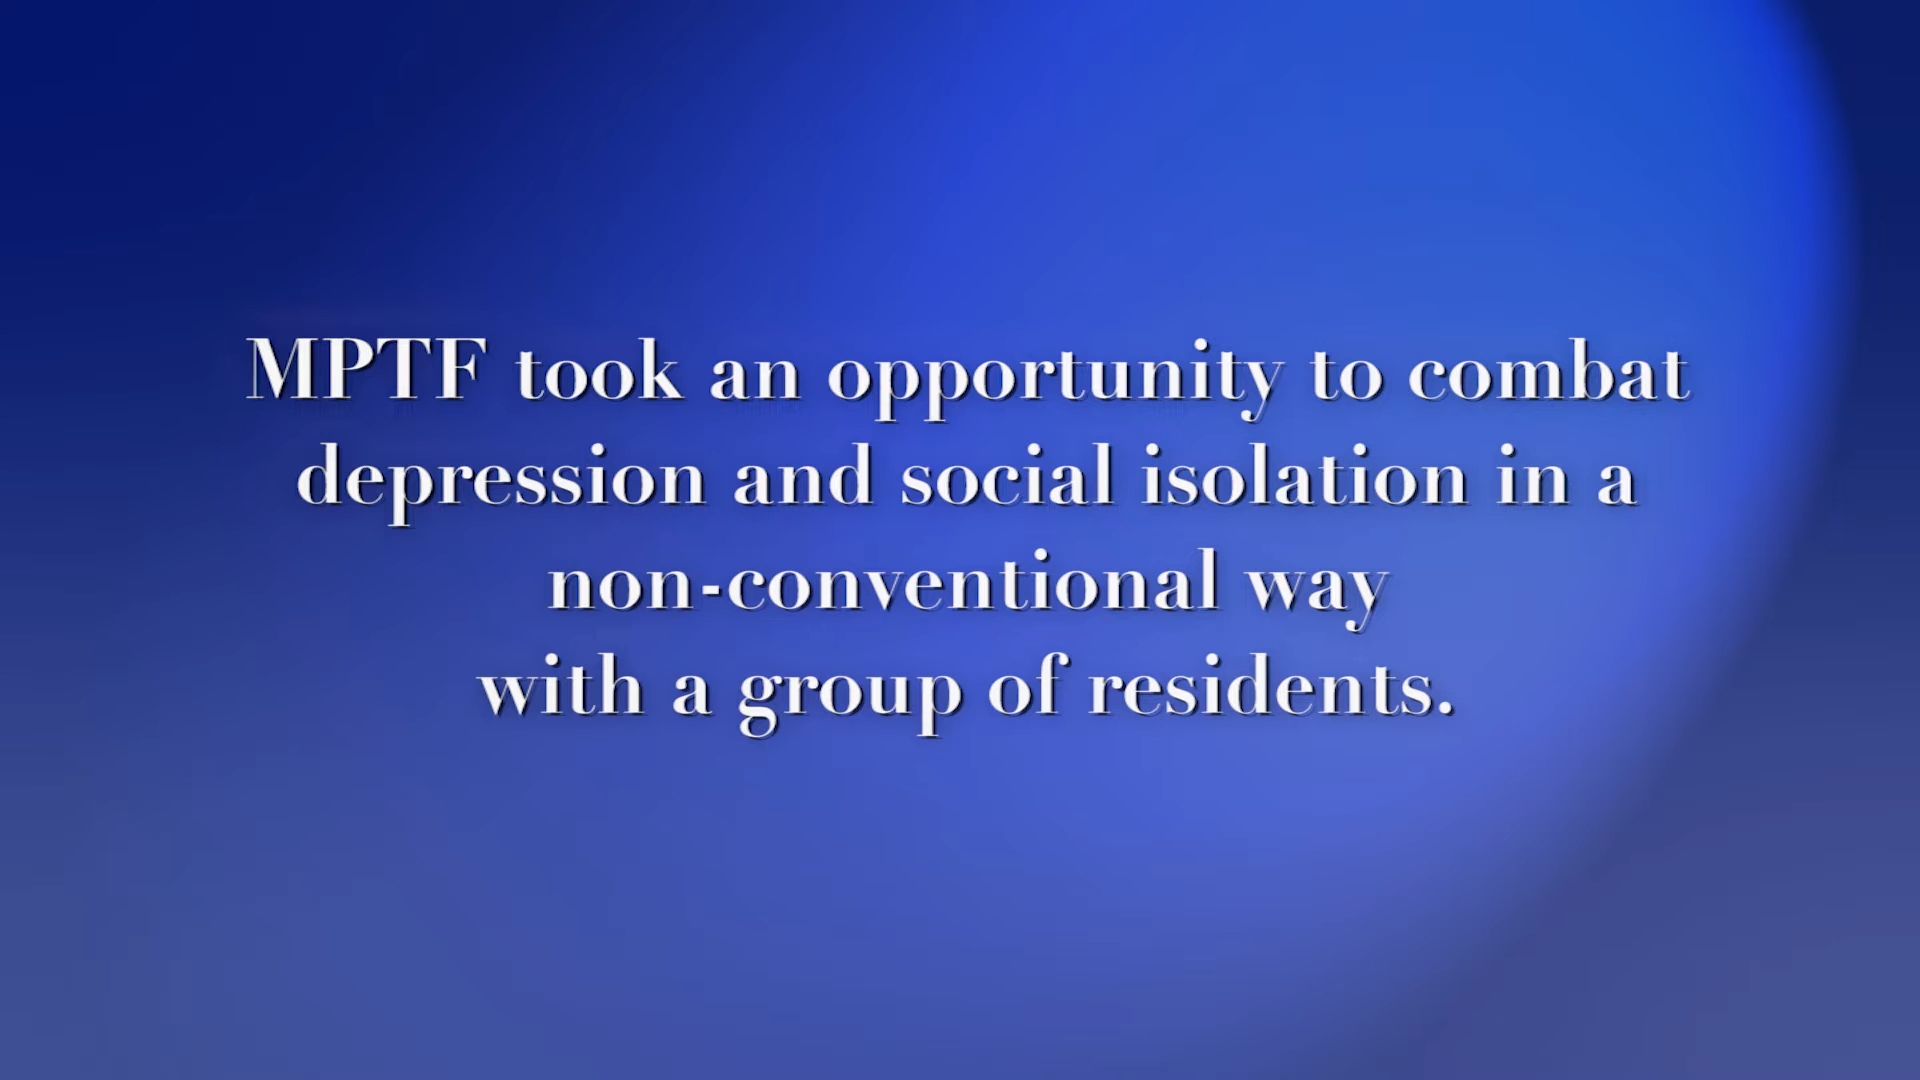 MPTF took an opportunity to combat
depression and social isolation in a
non-conventional way
with a group of residents.